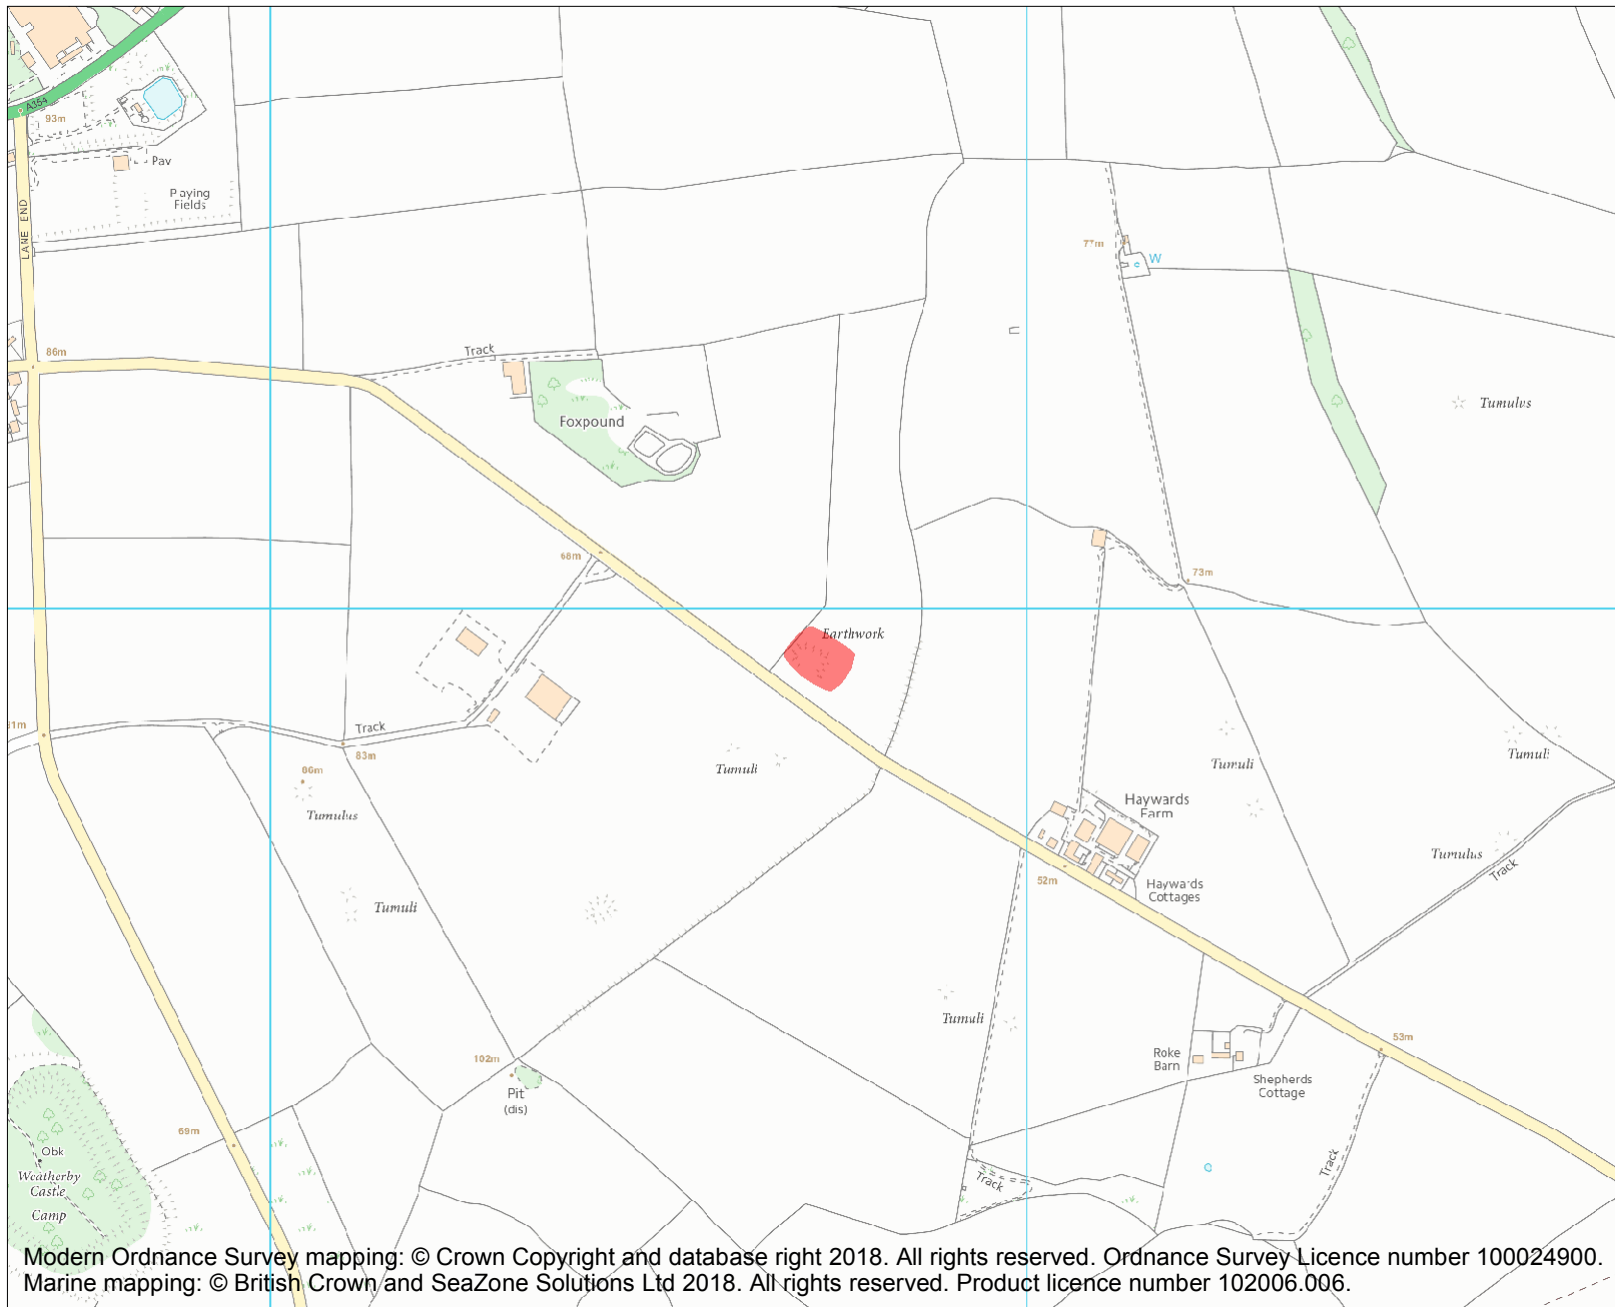 A354
93m
Pav
Playing
Fields
LANE END
77m
W
86m
Track
Tumulus
Foxpound
68m
73m
Earthwork
Track
83m
86m
Tumulus
Tumuli
Tumuli
Tumuli
Haywards
Farm
Tumulus
Track
52m
Haywards
Cottages
Tumuli
Tumuli
53m
102m
Pit
(dis)
Roke
Barn
Shepherds
Cottage
69m
Obk
Weatherby
Castle
Camp
Track
Track
Modern Ordnance Survey mapping: © Crown Copyright and database right 2018. All rights reserved. Ordnance Survey Licence number 100024900.
Marine mapping: © British Crown and SeaZone Solutions Ltd 2018. All rights reserved. Product licence number 102006.006.